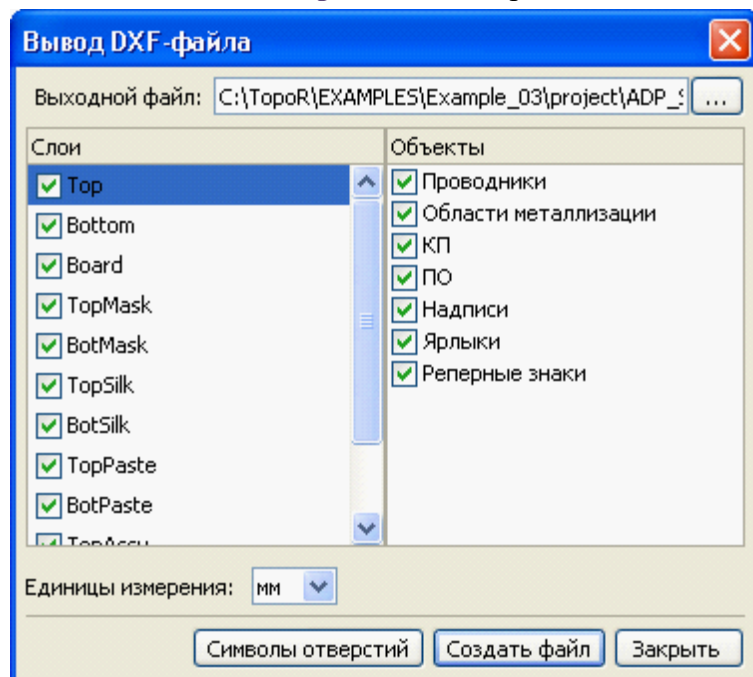 Вывод DXF-файла
Выходной файл: C:\TopoR\EXAMPLES\Example_03\project\ADP_ ...
Слои
Объекты
Top
Bottom
Board
TopMask
BotMask
TopSilk
BotSilk
TopPaste
BotPaste
Проводники
Области металлизации
КП
ПО
Надписи
Ярлыки
Реперные знаки
Единицы измерения: мм
Символы отверстий Создать файл Закрыть